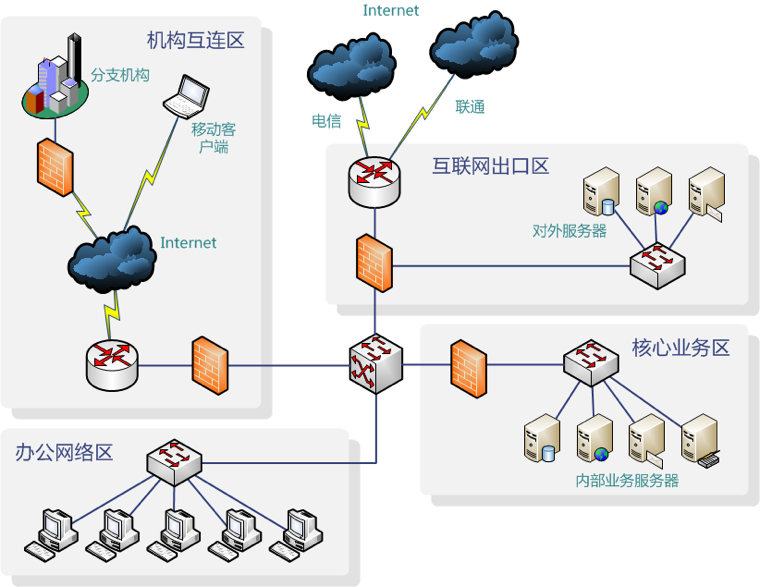 Internet
机构互连区
分支机构
电信
联通
移动客
户端
互联网出口区
对外服务器
Internet
核心业务区
内部业务服务器
办公网络区